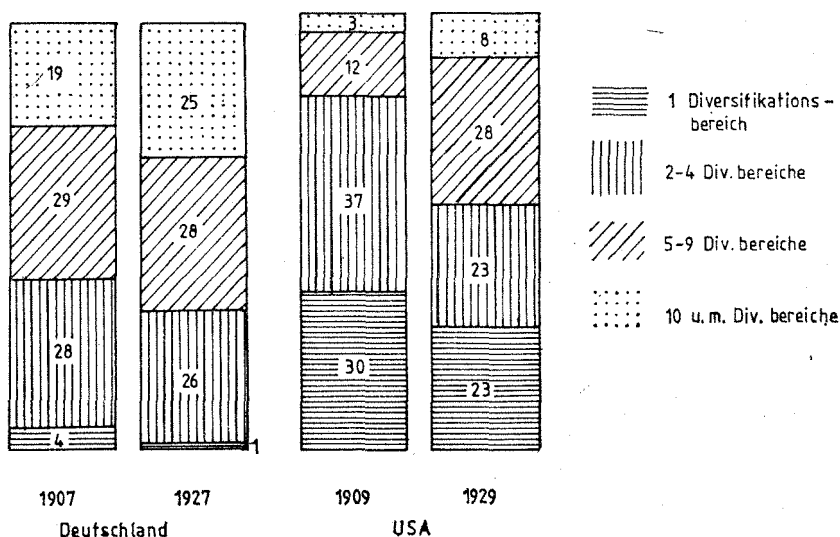 19
29
28
4
1907
25
28
26
1
1927
Deutschland
3
12
37
30
1909
8
28
23
23
1929
USA
1 Diversifikations-
bereich
2-4 Div. bereiche
5-9 Div. bereiche
10 u.m. Div. bereiche